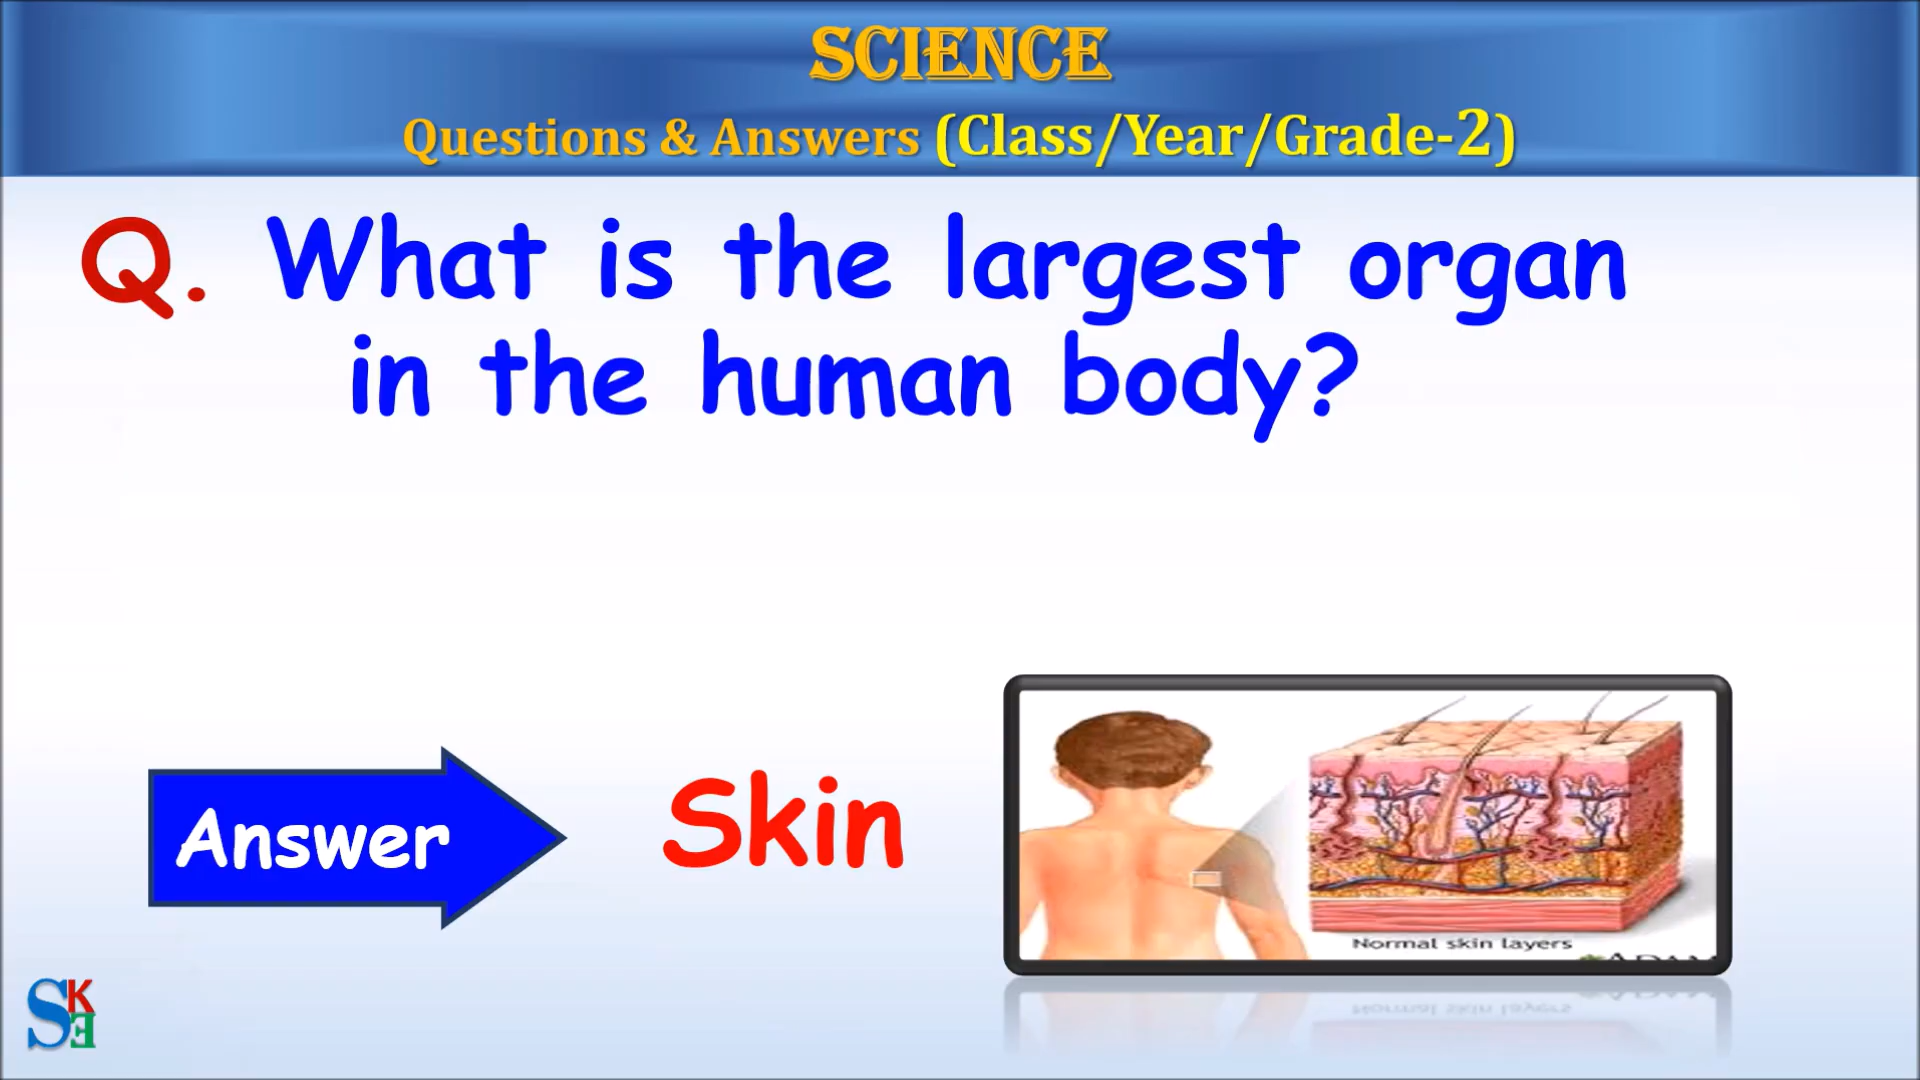 SCIENCE
Questions & Answers (Class/Year/Grade-2)
Q. What is the largest organ
in the human body?
Answer
Skin
Normal skin layers
ADAM
SKE